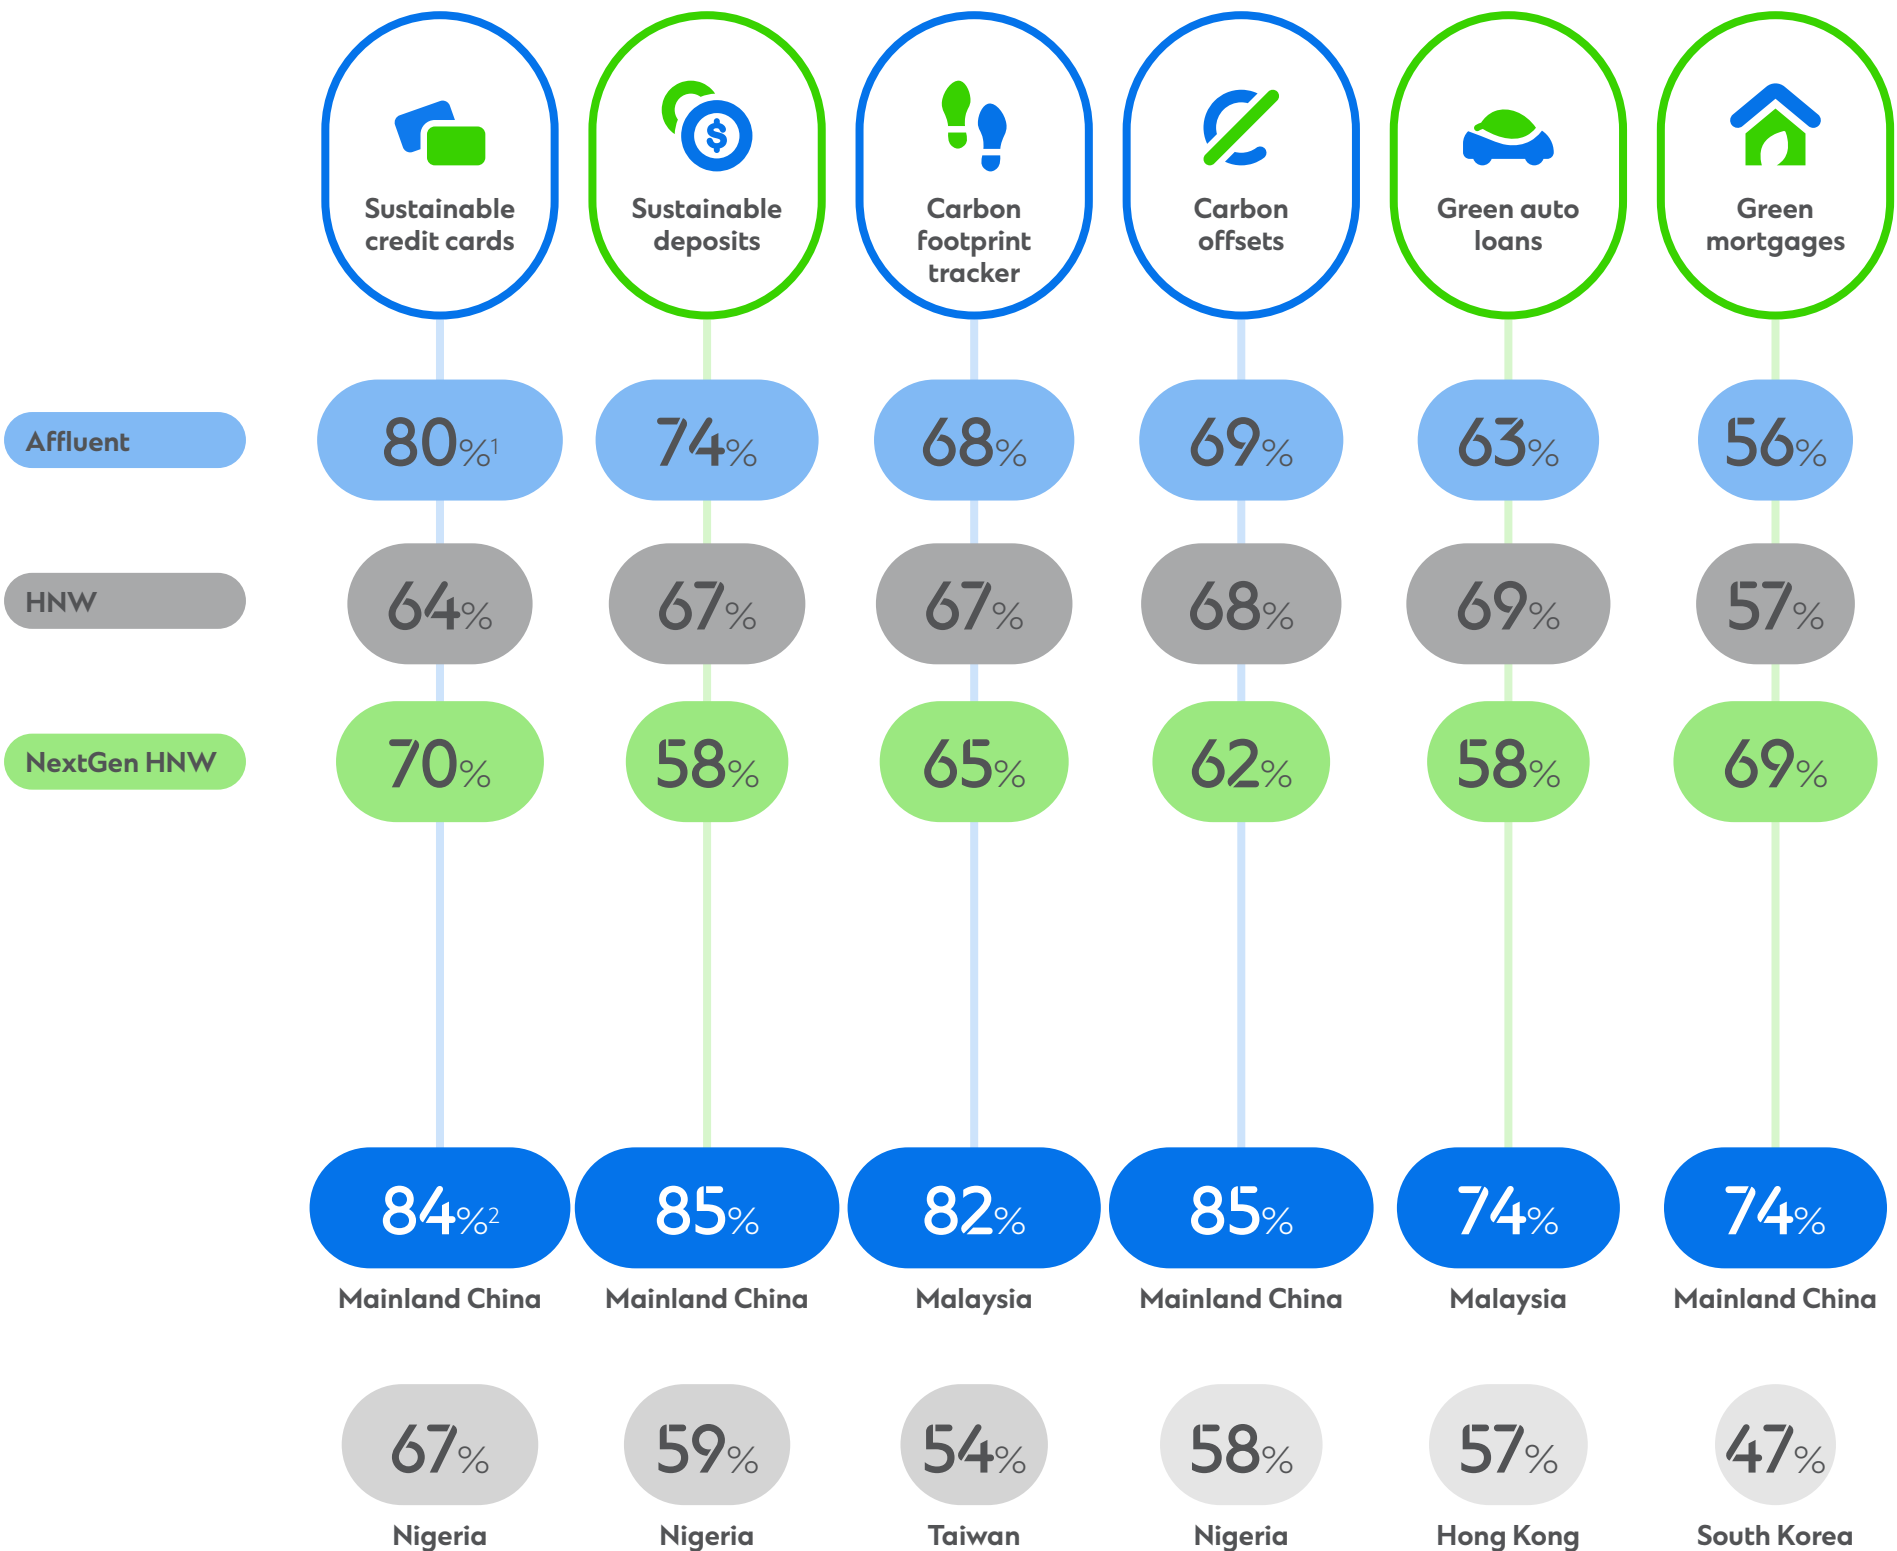 Sustainable
credit cards
Sustainable
deposits
Carbon
footprint
tracker
Carbon
offsets
Green auto
loans
Green
mortgages
Affluent
80%¹
74%
68%
69%
63%
56%
HNW
64%
67%
67%
68%
69%
57%
NextGen HNW
70%
58%
65%
62%
58%
69%
84%²
85%
82%
85%
74%
74%
Mainland China
Mainland China
Malaysia
Mainland China
Malaysia
Mainland China
67%
59%
54%
58%
57%
47%
Nigeria
Nigeria
Taiwan
Nigeria
Hong Kong
South Korea